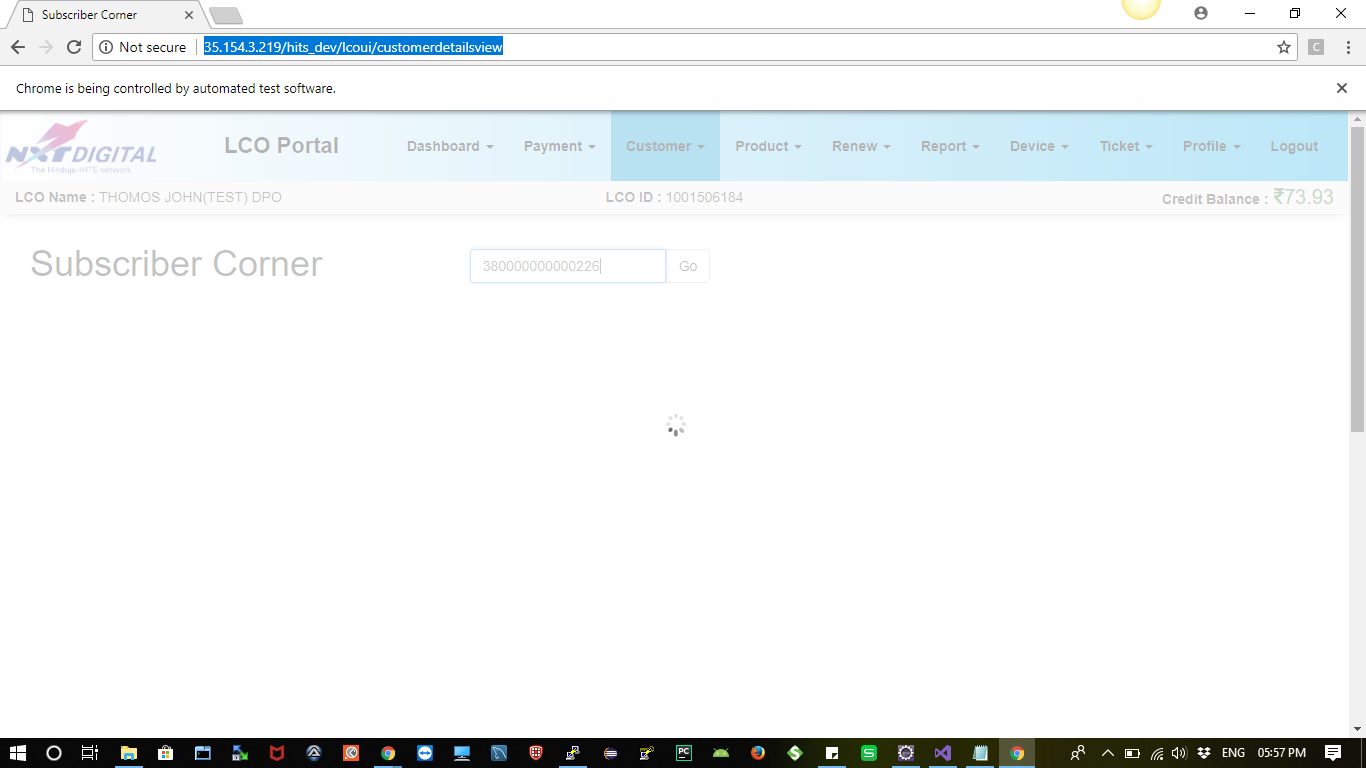 Subscriber Corner
Not secure 35.154.3.219/hits_dev/lcoui/customerdetailsview C
Chrome is being controlled by automated test software.
NXTDIGITAL LCO Portal Dashboard Payment Customer Product Renew Report Device Ticket Profile Logout
The Hinduja-HITS network
LCO Name : THOMOS JOHN(TEST) DPO LCO ID : 1001506184 Credit Balance : ₹73.93
Subscriber Corner 380000000000226 Go
PC S ENG 05:57 PM